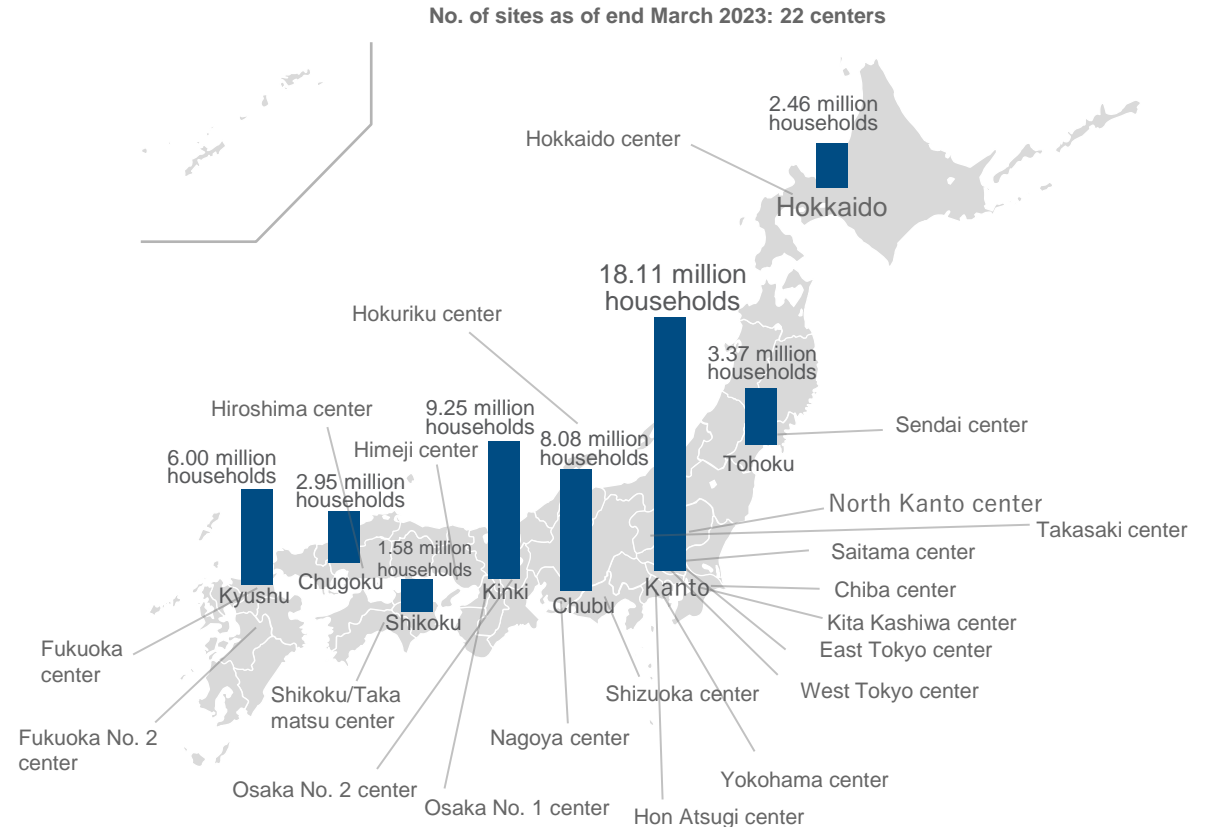 No. of sites as of end March 2023: 22 centers
2.46 million
households
Hokkaido center
Hokkaido
18.11 million
households
Hokuriku center
3.37 million
households
Hiroshima center
9.25 million
households
Sendai center
Himeji center
8.08 million
households
Tohoku
6.00 million
households
2.95 million
households
North Kanto center
Takasaki center
1.58 million
households
Saitama center
Chugoku
Kyushu
Kinki
Chubu
Kanto
Chiba center
Shikoku
Kita Kashiwa center
Fukuoka
center
East Tokyo center
Shikoku/Taka
matsu center
Shizuoka center
West Tokyo center
Fukuoka No. 2
center
Nagoya center
Yokohama center
Osaka No. 2 center
Osaka No. 1 center
Hon Atsugi center